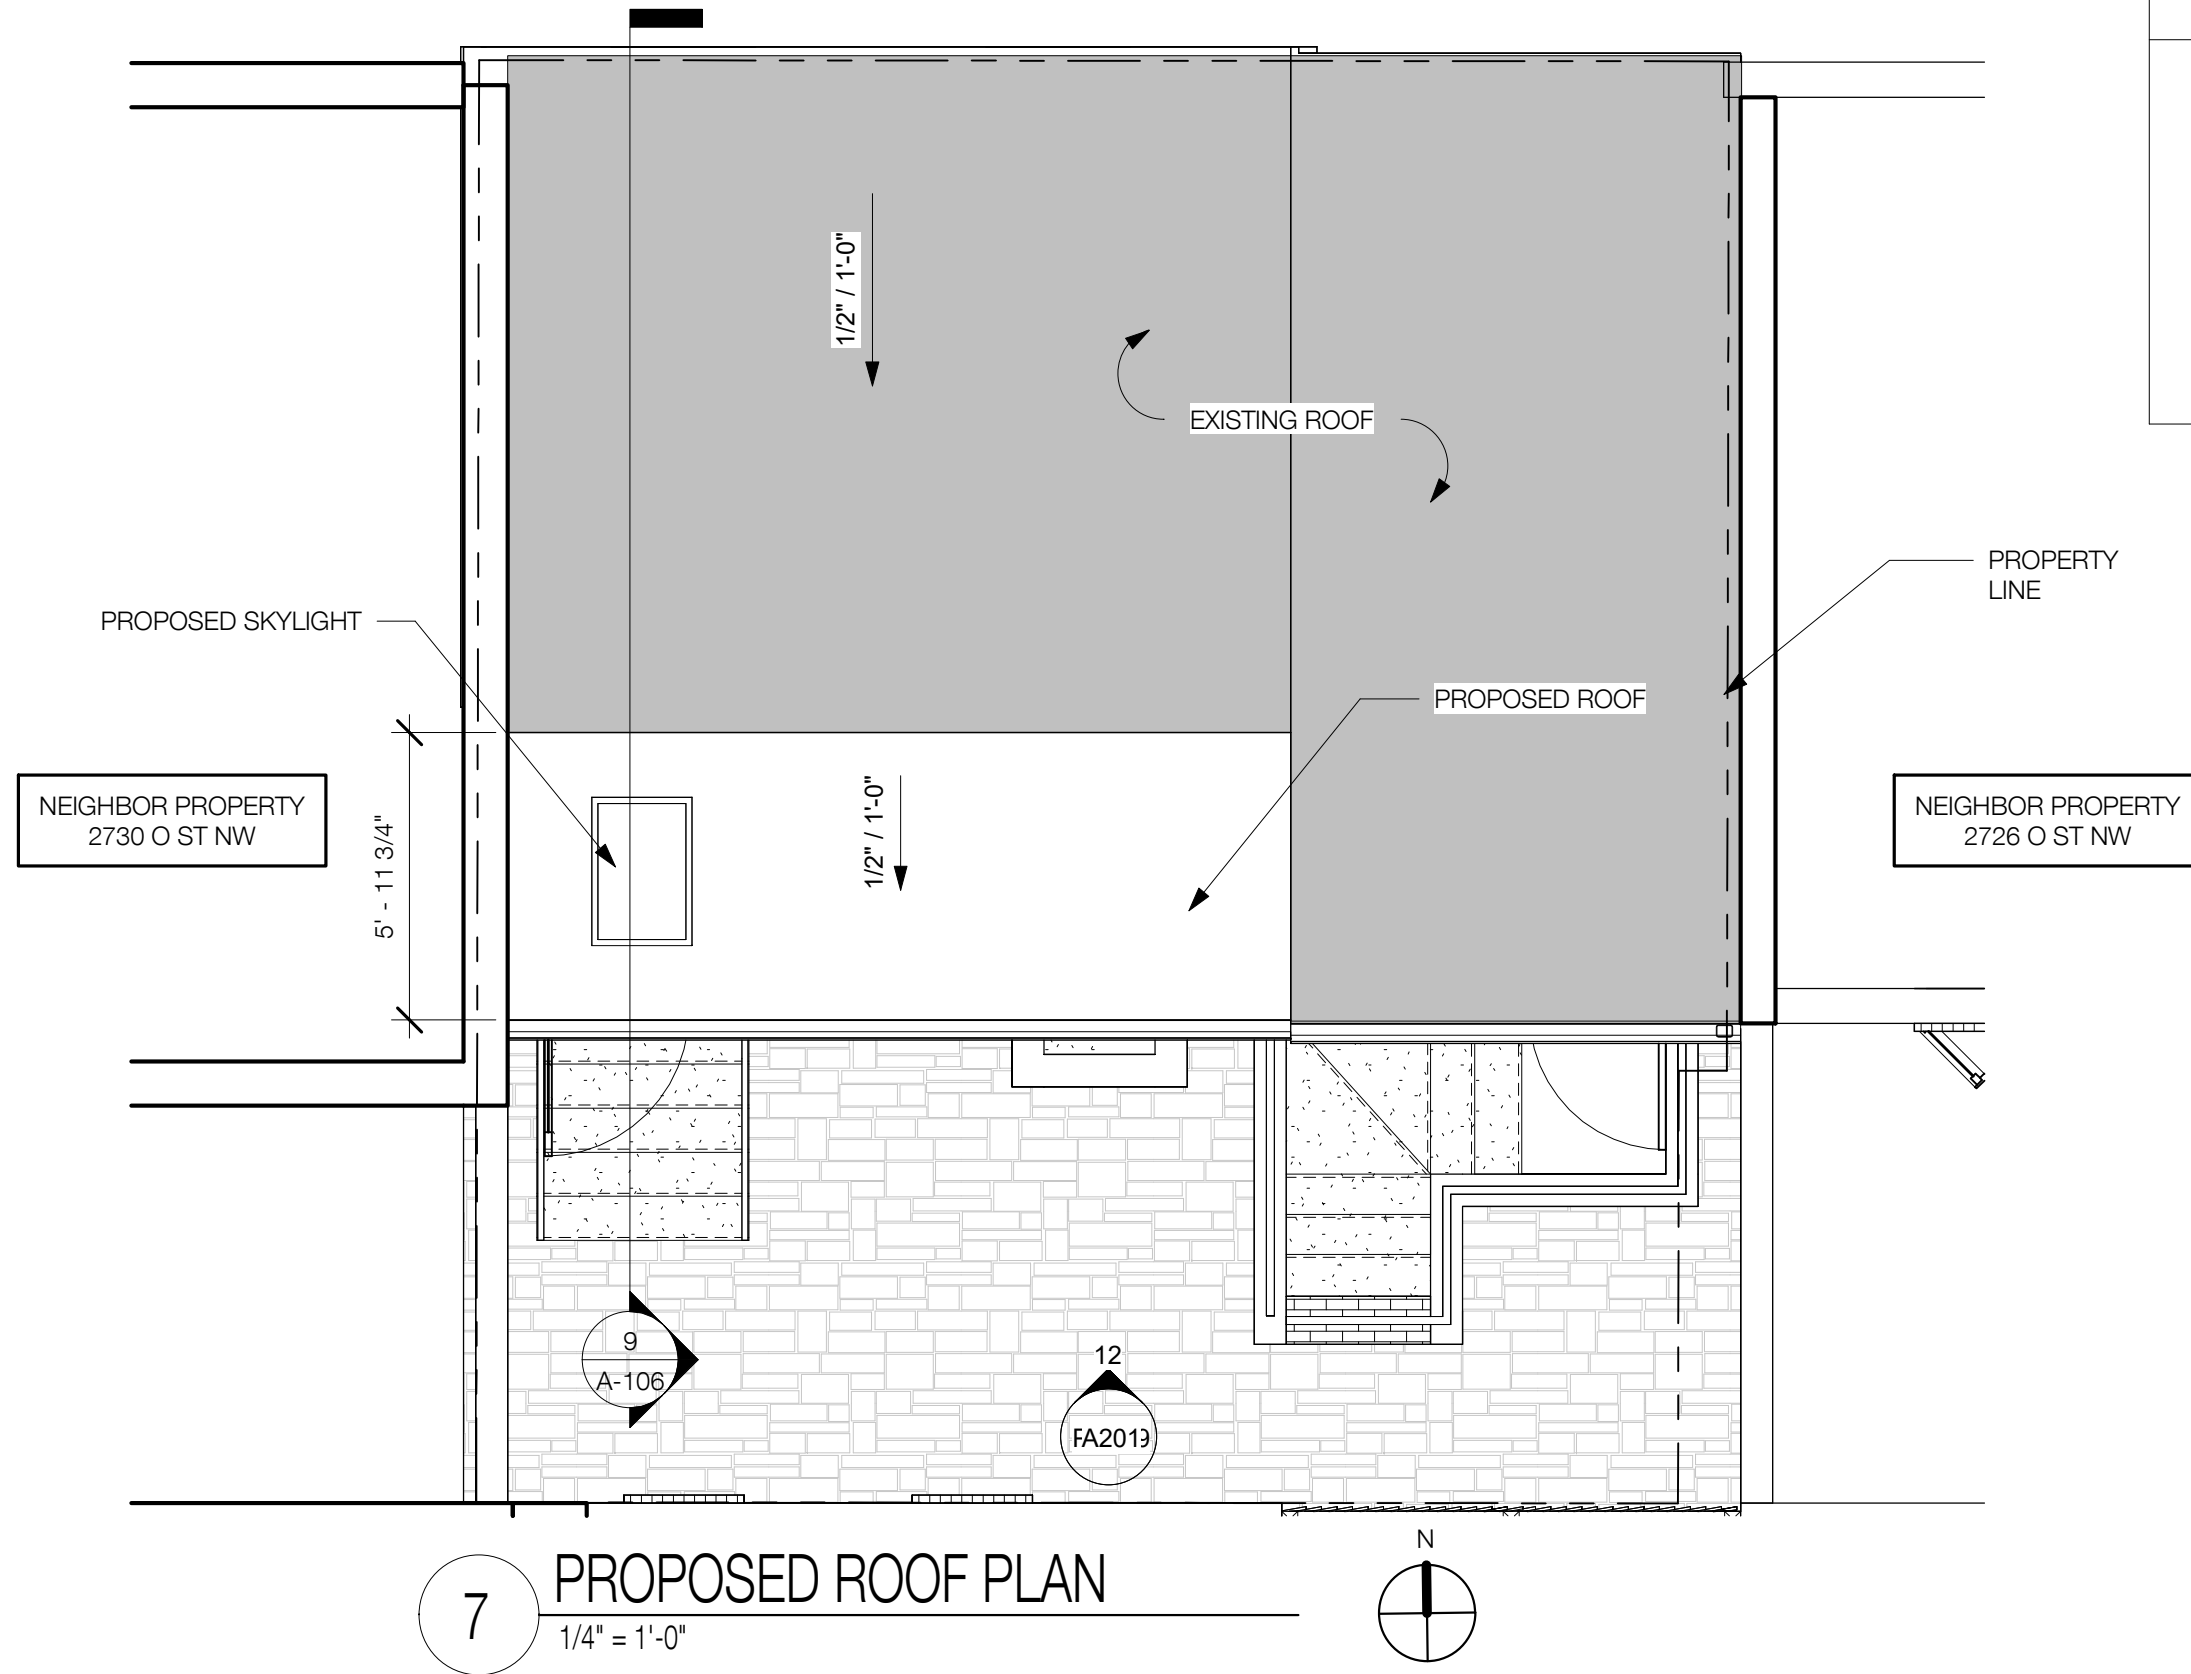 1/2" / 1'-0"
EXISTING ROOF
PROPERTY
LINE
PROPOSED SKYLIGHT
PROPOSED ROOF
NEIGHBOR PROPERTY
2730 O ST NW
5' - 11 3/4"
1/2" / 1'-0"
NEIGHBOR PROPERTY
2726 O ST NW
9
A-106
12
FA2019
N
7
PROPOSED ROOF PLAN
1/4" = 1'-0"